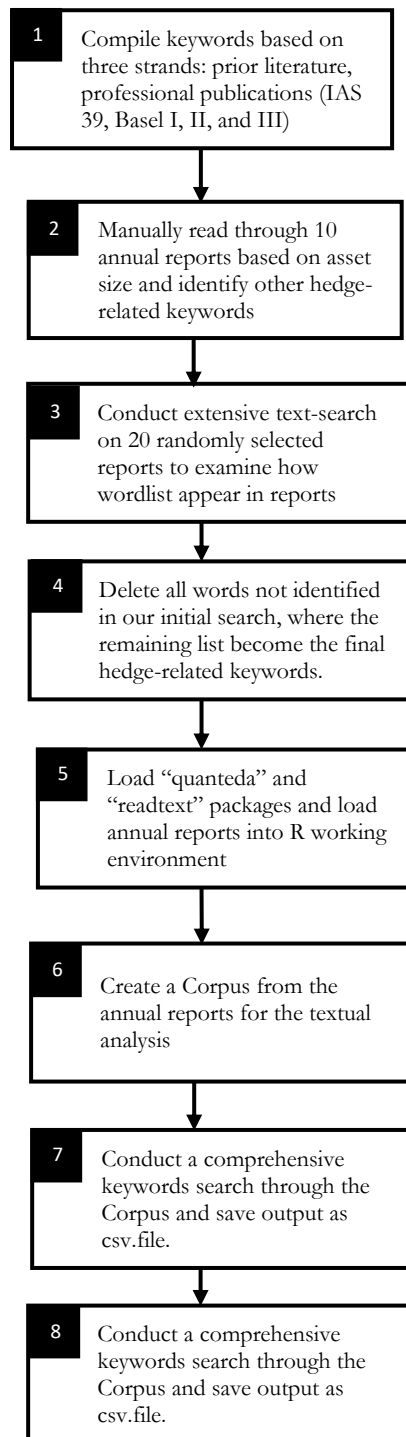 1
Compile keywords based on
three strands: prior literature,
professional publications (IAS
39, Basel I, II, and III)
2
Manually read through 10
annual reports based on asset
size and identify other hedge-
related keywords
3
Conduct extensive text-search
on 20 randomly selected
reports to examine how
wordlist appear in reports
4
Delete all words not identified
in our initial search, where the
remaining list become the final
hedge-related keywords.
5
Load “quanteda” and
“readtext” packages and load
annual reports into R working
environment
6
Create a Corpus from the
annual reports for the textual
analysis
7
Conduct a comprehensive
keywords search through the
Corpus and save output as
csv.file.
8
Conduct a comprehensive
keywords search through the
Corpus and save output as
csv.file.